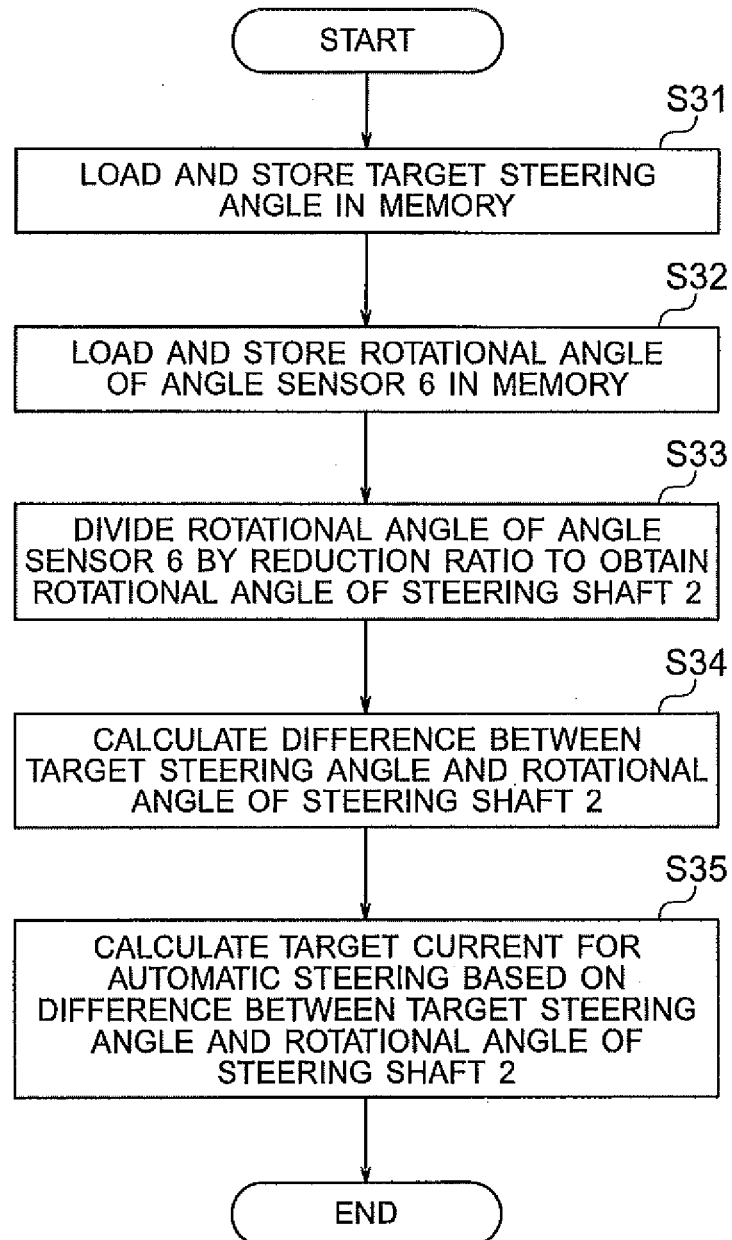 START
S31
LOAD AND STORE TARGET STEERING
ANGLE IN MEMORY
S32
LOAD AND STORE ROTATIONAL ANGLE
OF ANGLE SENSOR 6 IN MEMORY
S33
DIVIDE ROTATIONAL ANGLE OF ANGLE
SENSOR 6 BY REDUCTION RATIO TO OBTAIN
ROTATIONAL ANGLE OF STEERING SHAFT 2
S34
CALCULATE DIFFERENCE BETWEEN
TARGET STEERING ANGLE AND ROTATIONAL
ANGLE OF STEERING SHAFT 2
S35
CALCULATE TARGET CURRENT FOR
AUTOMATIC STEERING BASED ON
DIFFERENCE BETWEEN TARGET STEERING
ANGLE AND ROTATIONAL ANGLE OF
STEERING SHAFT 2
END